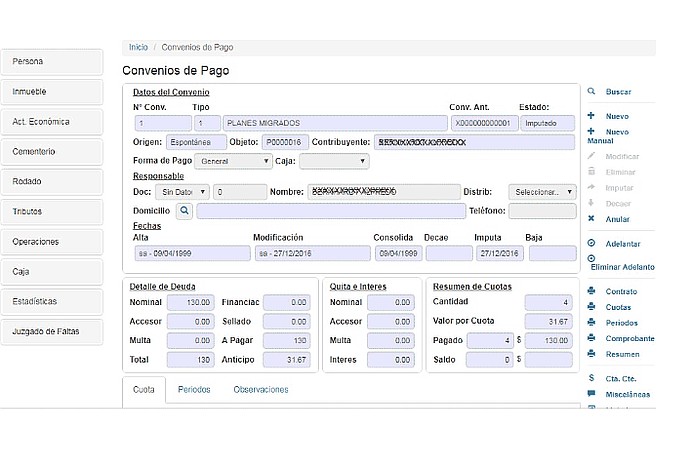 Inicio / Convenios de Pago
Persona
Inmueble
Act. Económica
Cementerio
Rodado
Tributos
Operaciones
Caja
Estadísticas
Juzgado de Faltas
Convenios de Pago
Datos del Convenio
Nº Conv. Tipo Conv. Ant. Estado:
1 1 PLANES MIGRADOS X000000000001 Imputado
Origen: Espontánea Objeto: P0000016 Contribuyente:
Forma de Pago General Caja:
Responsable
Doc: Sin Dato 0 Nombre: Distrib: Seleccionar..
Domicilio Teléfono:
Fechas
Alta Modificación Consolida Decae Imputa Baja
ss - 09/04/1999 ss - 27/12/2016 09/04/1999 27/12/2016
Detalle de Deuda
Nominal 130.00 Financiac 0.00
Accesor 0.00 Sellado 0.00
Multa 0.00 A Pagar 130
Total 130 Anticipo 31.67
Quita e Interes
Nominal 0.00
Accesor 0.00
Multa 0.00
Interes 0.00
Resumen de Cuotas
Cantidad 4
Valor por Cuota 31.67
Pagado 4 $ 130.00
Saldo 0 $ 0
Cuota Periodos Observaciones
Buscar
Nuevo
Nuevo
Manual
Modificar
Eliminar
Imputar
Decaer
Anular
Adelantar
Eliminar Adelanto
Contrato
Cuotas
Periodos
Comprobante
Resumen
$ Cta. Cte.
Misceláneas